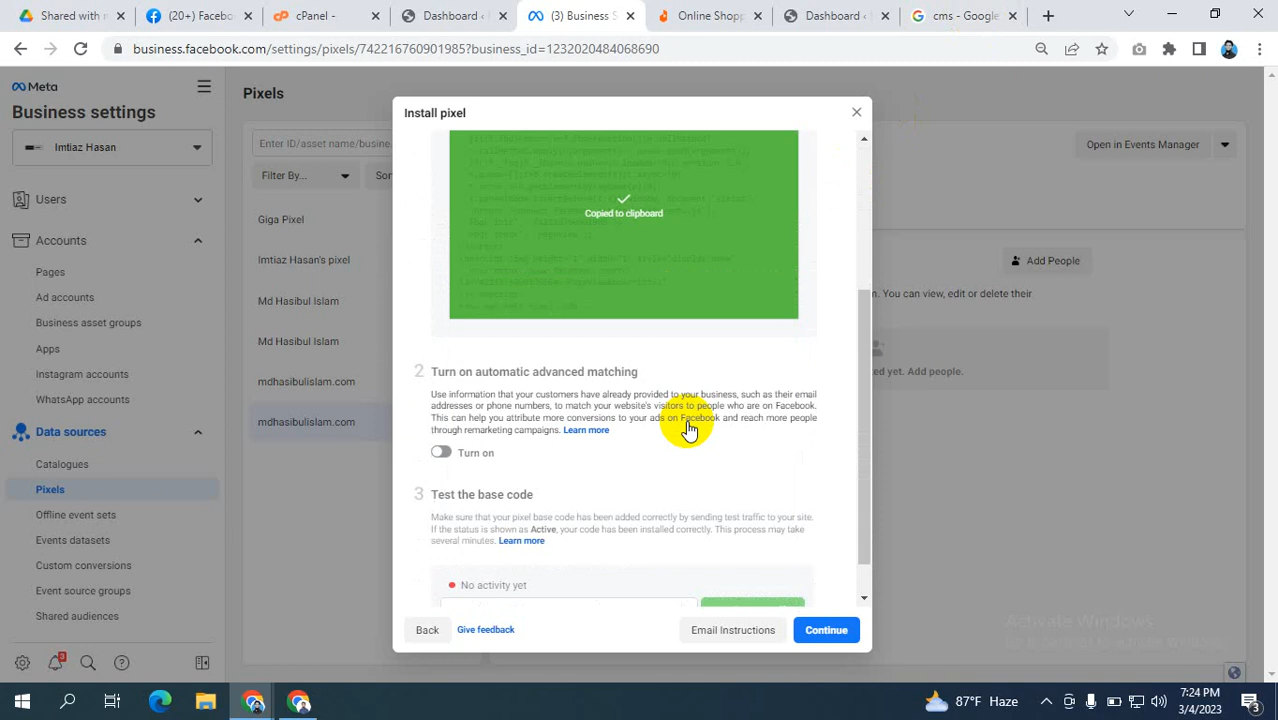 Shared with m
(20+) Facebo
cPanel -
Dashboard ‹
(3) Business S
Online Shop
Dashboard ‹
cms - Google
business.facebook.com/settings/pixels/742216760901985?business_id=1232020484068690
Meta
Business settings
Imtiaz Hasan
Users
Accounts
Pages
Ad accounts
Business asset groups
Apps
Instagram accounts
WhatsApp accounts
Data sources
Catalogues
Pixels
Offline event sets
Events datasets
Custom conversions
Event source groups
Shared audiences
3
Pixels
Enter ID/asset name/busine.
Filter By...
Sor
Giga Pixel
Imtiaz Hasan's pixel
Md Hasibul Islam
Md Hasibul Islam
mdhasibulislam.com
mdhasibulislam.com
Open in Events Manager
Add People
m. You can view, edit or delete their
ed yet. Add people.
Install pixel
Copied to clipboard
2 Turn on automatic advanced matching
Use information that your customers have already provided to your business, such as their email
addresses or phone numbers, to match your website's visitors to people who are on Facebook.
This can help you attribute more conversions to your ads on Facebook and reach more people
through remarketing campaigns. Learn more
Turn on
3 Test the base code
Make sure that your pixel base code has been added correctly by sending test traffic to your site.
If the status is shown as Active, your code has been installed correctly. This process may take
several minutes. Learn more
No activity yet
Back
Give feedback
Email Instructions
Continue
Activate Windows
87°F Haze
7:24 PM
3/4/2023
3